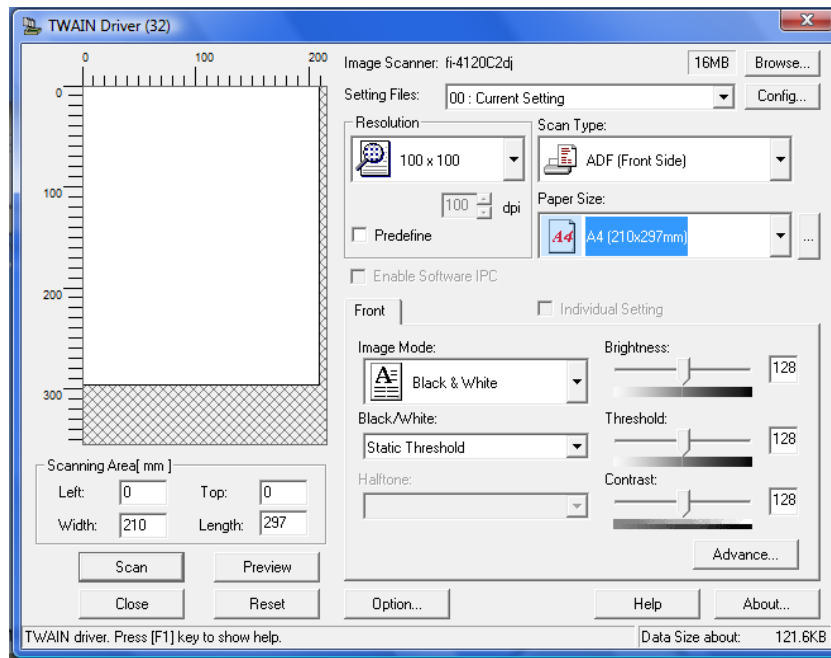 TWAIN Driver (32)
0 100 200
0
100
200
300
Image Scanner: fi-4120C2dj 16MB Browse...
Setting Files: 00 : Current Setting Config...
Resolution
100 x 100
100 dpi
Predefine
Scan Type:
ADF (Front Side)
Paper Size:
A4 A4 (210x297mm) ...
Enable Software IPC
Front
Individual Setting
Image Mode:
A Black & White
Black/White:
Static Threshold
Halftone:
Brightness:
128
Threshold:
128
Contrast:
128
Advance...
Scanning Area[ mm ]
Left: 0 Top: 0
Width: 210 Length: 297
Scan Preview
Close Reset Option... Help About...
TWAIN driver. Press [F1] key to show help. Data Size about: 121.6KB